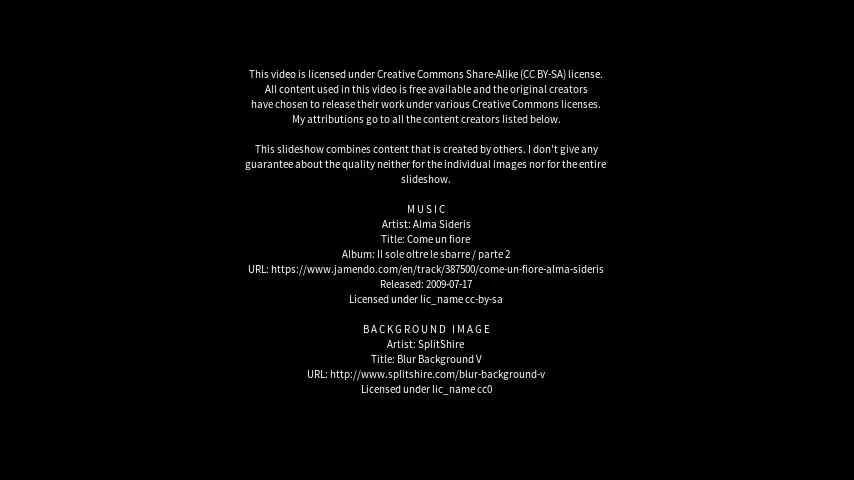 This video is licensed under Creative Commons Share-Alike (CC BY-SA) license.
All content used in this video is free available and the original creators
have chosen to release their work under various Creative Commons licenses.
My attributions go to all the content creators listed below.
This slideshow combines content that is created by others. I don't give any
guarantee about the quality neither for the individual images nor for the entire
slideshow.
MUSIC
Artist: Alma Sideris
Title: Come un fiore
Album: Il sole oltre le sbarre / parte 2
URL: https://www.jamendo.com/en/track/387500/come-un-fiore-alma-sideris
Released: 2009-07-17
Licensed under lic_name cc-by-sa
BACKGROUND IMAGE
Artist: SplitShire
Title: Blur Background V
URL: http://www.splitshire.com/blur-background-v
Licensed under lic_name cc0